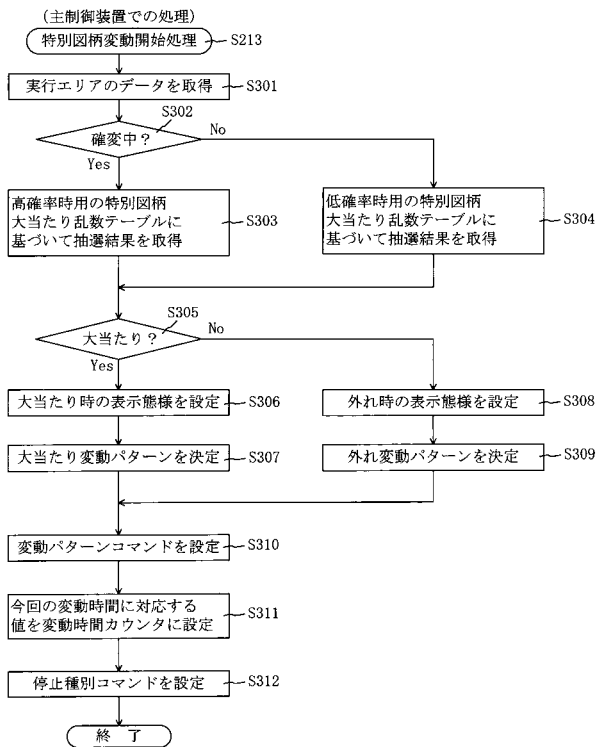 (主制御装置での処理)
特別図柄変動開始処理
S213
実行エリアのデータを取得
S301
S302
確変中?
No
Yes
高確率時用の特別図柄
大当たり乱数テーブルに
基づいて抽選結果を取得
S303
低確率時用の特別図柄
大当たり乱数テーブルに
基づいて抽選結果を取得
S304
S305
大当たり?
No
Yes
大当たり時の表示態様を設定
S306
外れ時の表示態様を設定
S308
大当たり変動パターンを決定
S307
外れ変動パターンを決定
S309
変動パターンコマンドを設定
S310
今回の変動時間に対応する
値を変動時間カウンタに設定
S311
停止種別コマンドを設定
S312
終 了